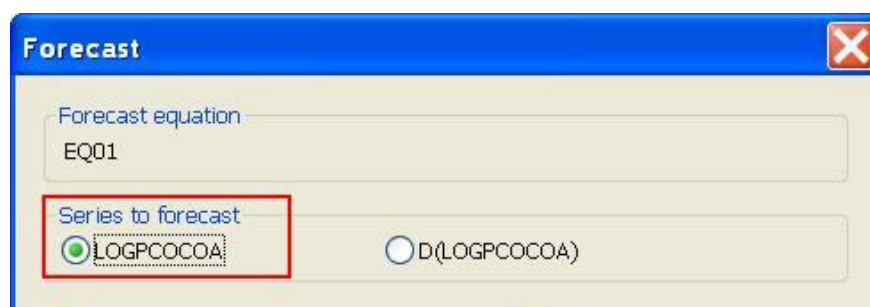 Forecast
Forecast equation
EQ01
Series to forecast
LOGPCOCOA D(LOGPCOCOA)